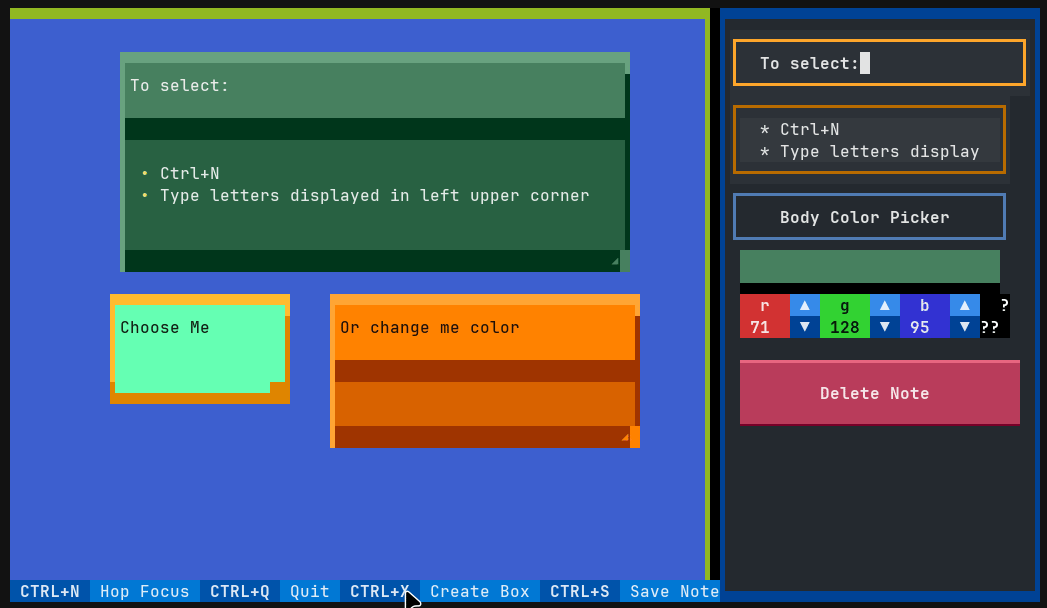 To select:
• Ctrl+N
• Type letters displayed in left upper corner
Choose Me
Or change me color
To select:
* Ctrl+N
* Type letters display
Body Color Picker
r ▲ g ▲ b ▲ ?
71 ▼ 128 ▼ 95 ▼ ??
Delete Note
CTRL+N Hop Focus CTRL+Q Quit CTRL+X Create Box CTRL+S Save Note